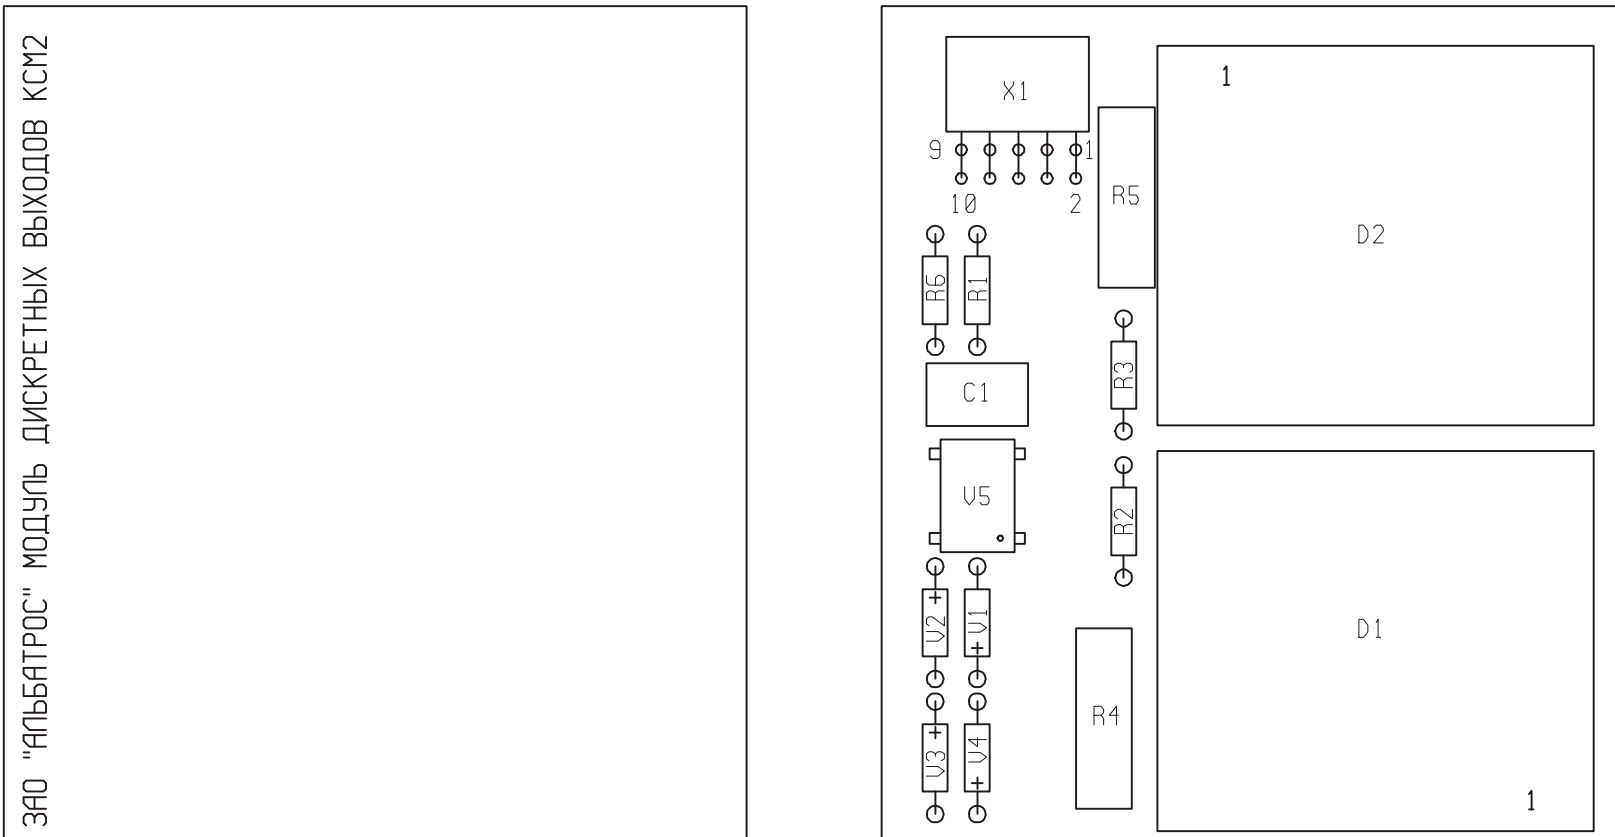 ЗАО "АЛЬБАТРОС" МОДУЛЬ ДИСКРЕТНЫХ ВЫХОДОВ КСМ2
X1
1
9
1
10
2
R5
D2
R6
R1
R3
C1
V5
R2
V2
V1
D1
R4
V3
V4
1